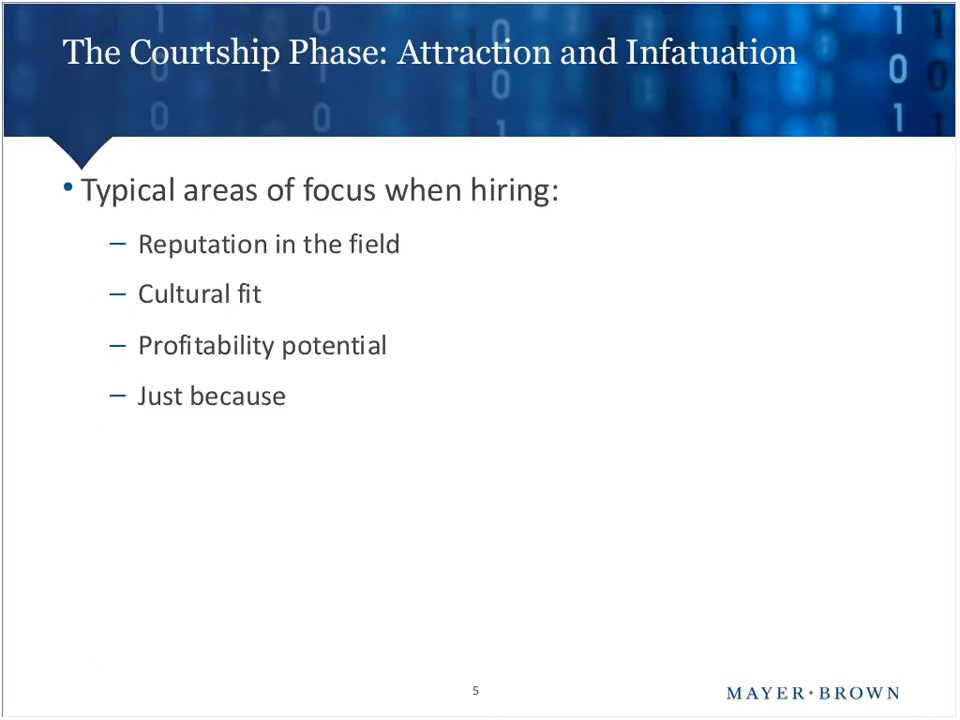 The Courtship Phase: Attraction and Infatuation
• Typical areas of focus when hiring:
– Reputation in the field
– Cultural fit
– Profitability potential
– Just because
5
MAYER • BROWN